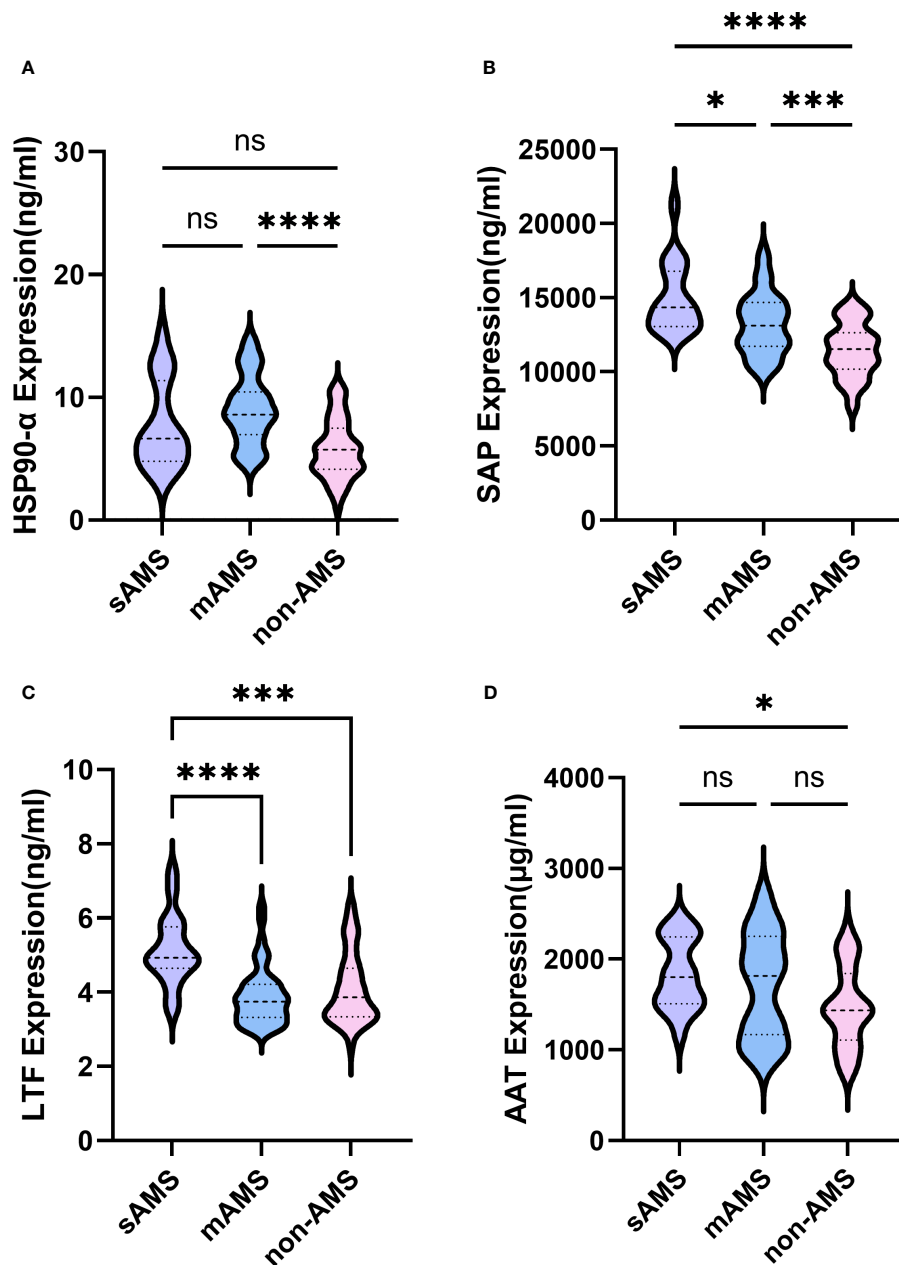 A
HSP90-α Expression(ng/ml)
30
20
10
0
ns
ns
****
sAMS
mAMS
non-AMS
B
SAP Expression(ng/ml)
25000
20000
15000
10000
5000
0
****
*
***
sAMS
mAMS
non-AMS
C
LTF Expression(ng/ml)
10
8
6
4
2
0
***
****
sAMS
mAMS
non-AMS
D
AAT Expression(µg/ml)
4000
3000
2000
1000
0
*
ns
ns
sAMS
mAMS
non-AMS